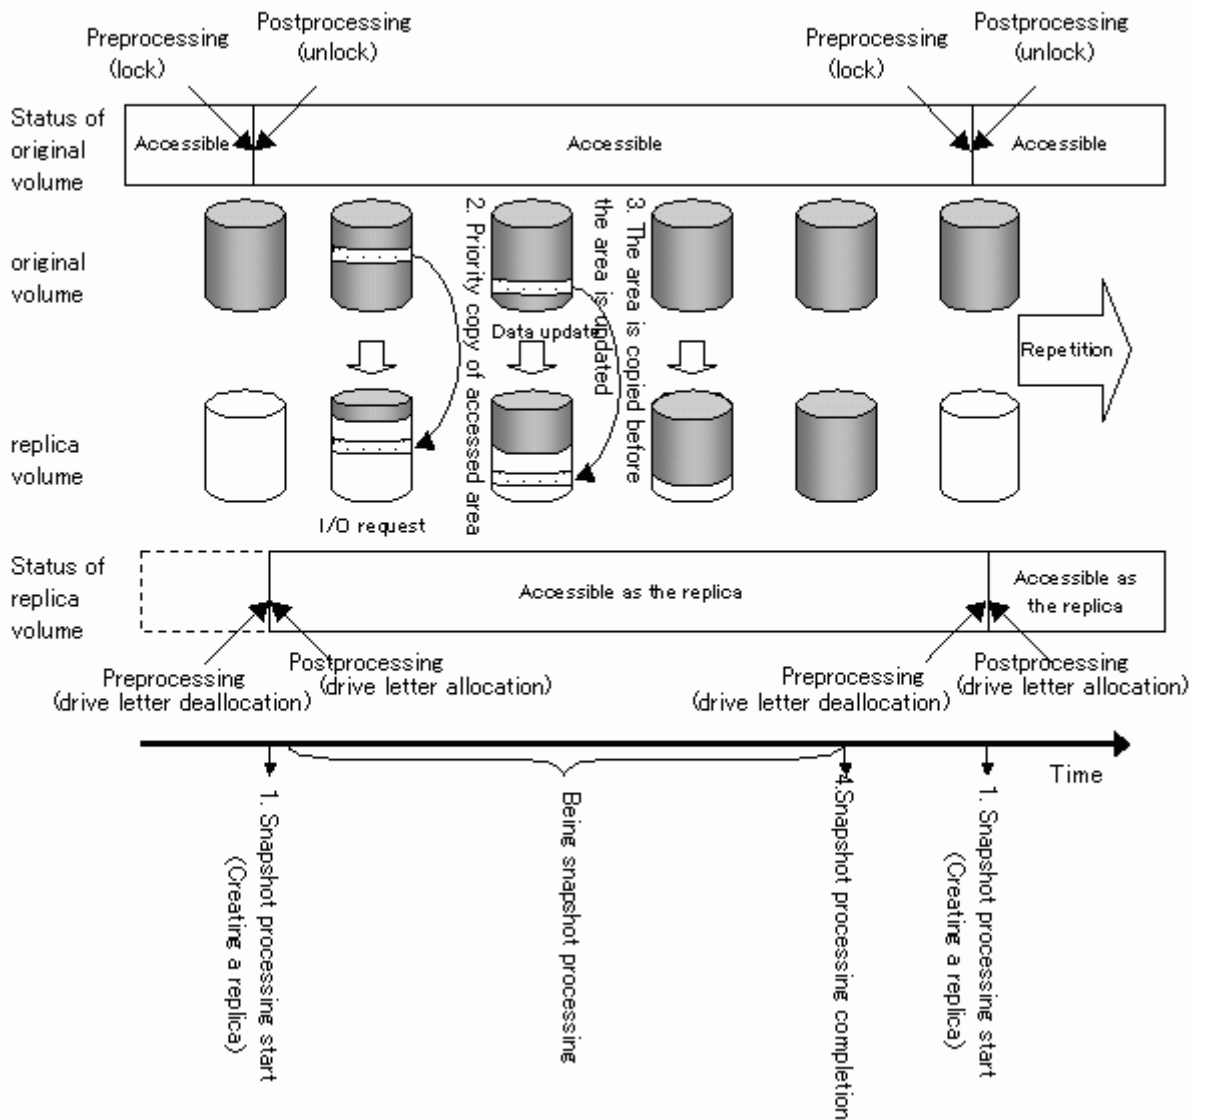 Preprocessing
(lock)
Postprocessing
(unlock)
Preprocessing
(lock)
Postprocessing
(unlock)
Status of
original
volume
Accessible
Accessible
Accessible
original
volume
2. Priority copy of accessed area
Data update
3. The area is copied before
the area is updated
Repetition
replica
volume
I/O request
Status of
replica
volume
Accessible as the replica
Accessible as
the replica
Preprocessing
(drive letter deallocation)
Postprocessing
(drive letter allocation)
Preprocessing
(drive letter deallocation)
Postprocessing
(drive letter allocation)
Time
1. Snapshot processing start
(Creating a replica)
Being snapshot processing
4.Snapshot processing completion
1. Snapshot processing start
(Creating a replica)